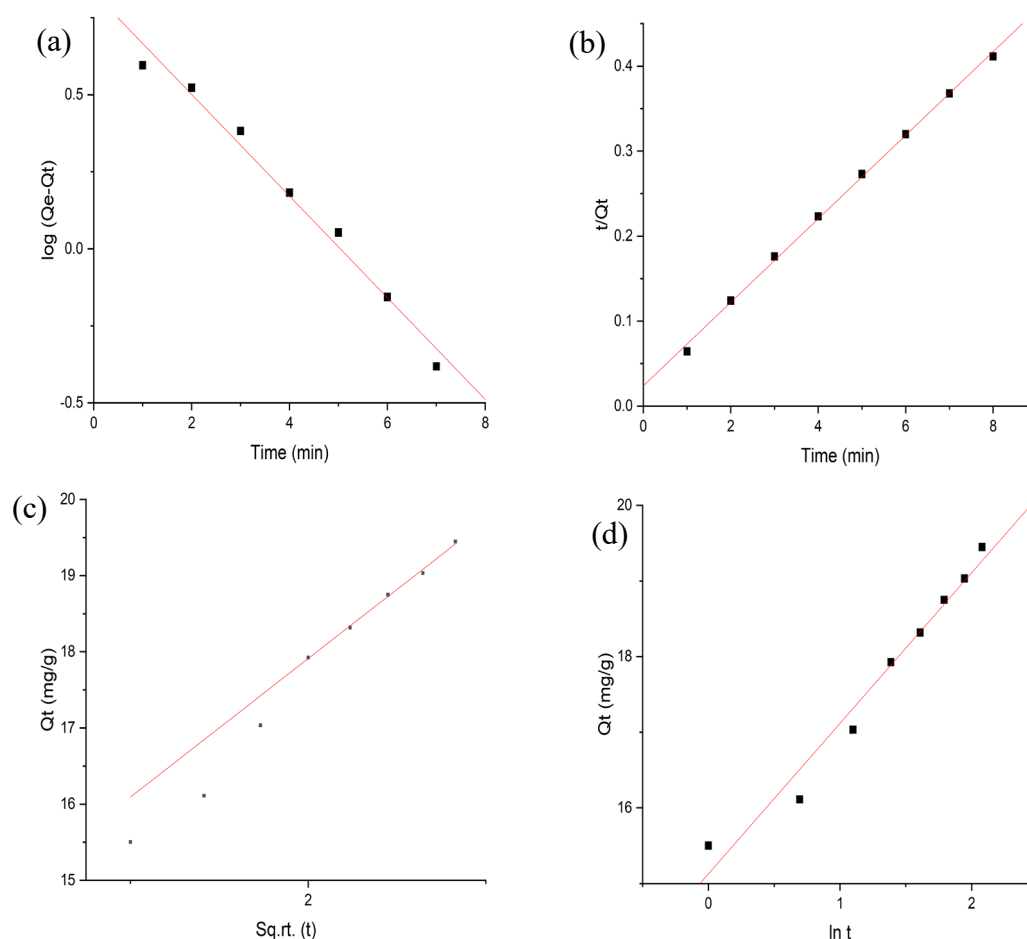 (a)
log (Qe-Qt)
0.5
0.0
-0.5
0 2 4 6 8
Time (min)
(b)
t/Qt
0.4
0.3
0.2
0.1
0.0
0 2 4 6 8
Time (min)
(c)
Qt (mg/g)
20
19
18
17
16
15
2
Sq.rt. (t)
(d)
Qt (mg/g)
20
18
16
0 1 2
ln t